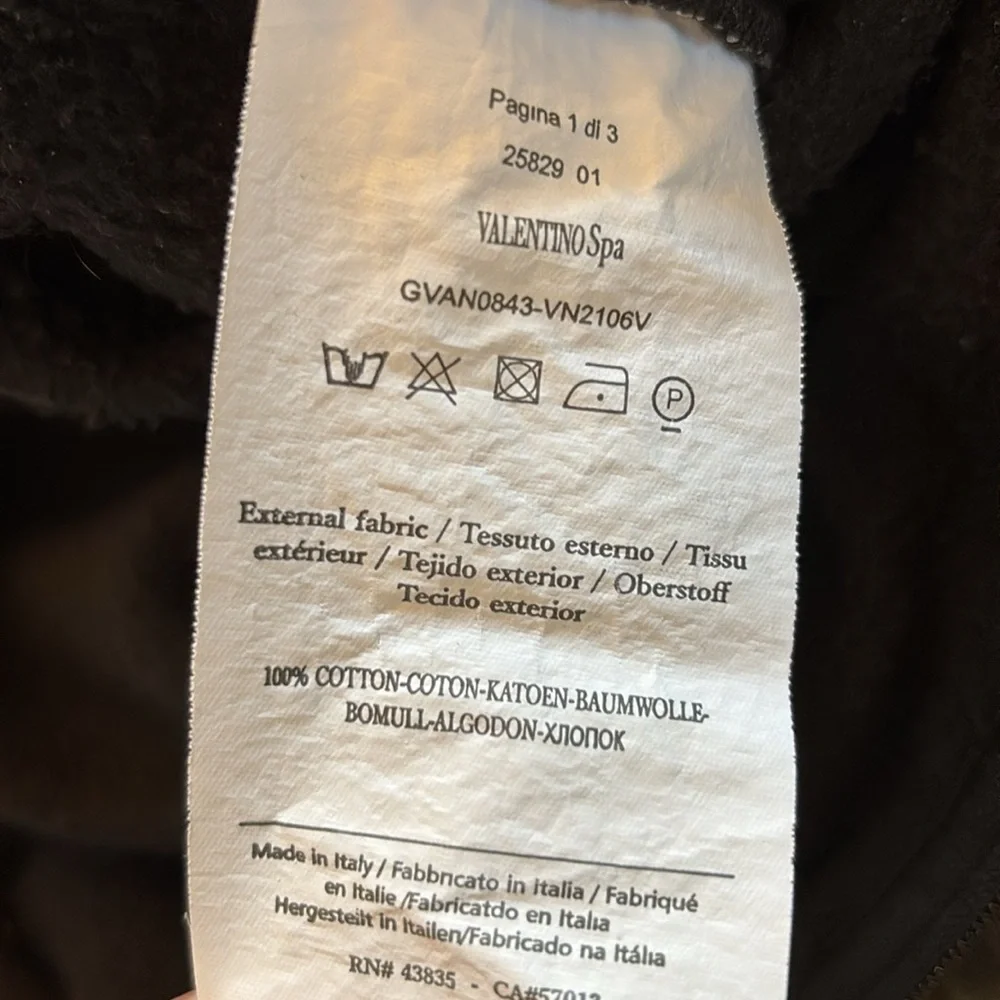 Pagina 1 di 3
25829 01
VALENTINO Spa
GVAN0843-VN2106V
P
External fabric / Tessuto esterno / Tissu
extérieur / Tejido exterior / Oberstoff
Tecido exterior
100% COTTON-COTON-KATOEN-BAUMWOLLE-
BOMULL-ALGODON-ХЛОПОК
Made in Italy / Fabbricato in italia / Fabriqué
en Italie /Fabricatdo en Italia
Hergestellt in Itailen/Fabricado na Itália
RN# 43835 - CA#57012